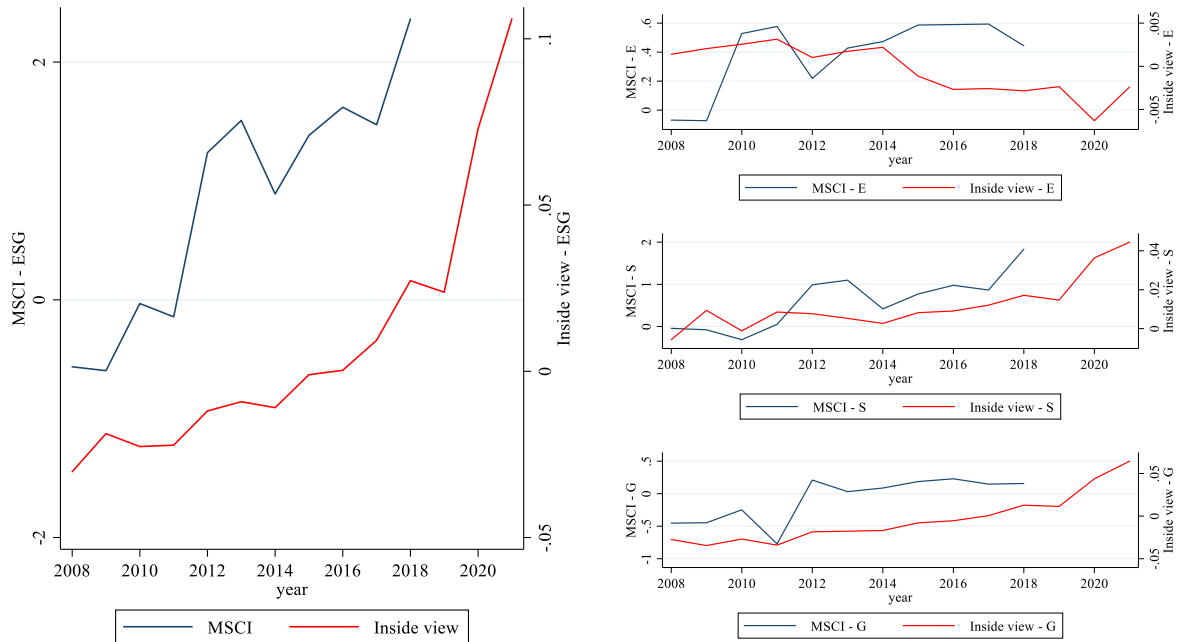 MSCI - ESG
2
0
-2
Inside view - ESG
.1
.05
0
-.05
2008 2010 2012 2014 2016 2018 2020
year
MSCI Inside view
MSCI - E
.6
.4
.2
0
Inside view - E
.005
0
-.005
2008 2010 2012 2014 2016 2018 2020
year
MSCI - E Inside view - E
MSCI - S
2
1
0
Inside view - S
.04
.02
0
2008 2010 2012 2014 2016 2018 2020
year
MSCI - S Inside view - S
MSCI - G
.5
0
-.5
-1
Inside view - G
.05
0
-.05
2008 2010 2012 2014 2016 2018 2020
year
MSCI - G Inside view - G